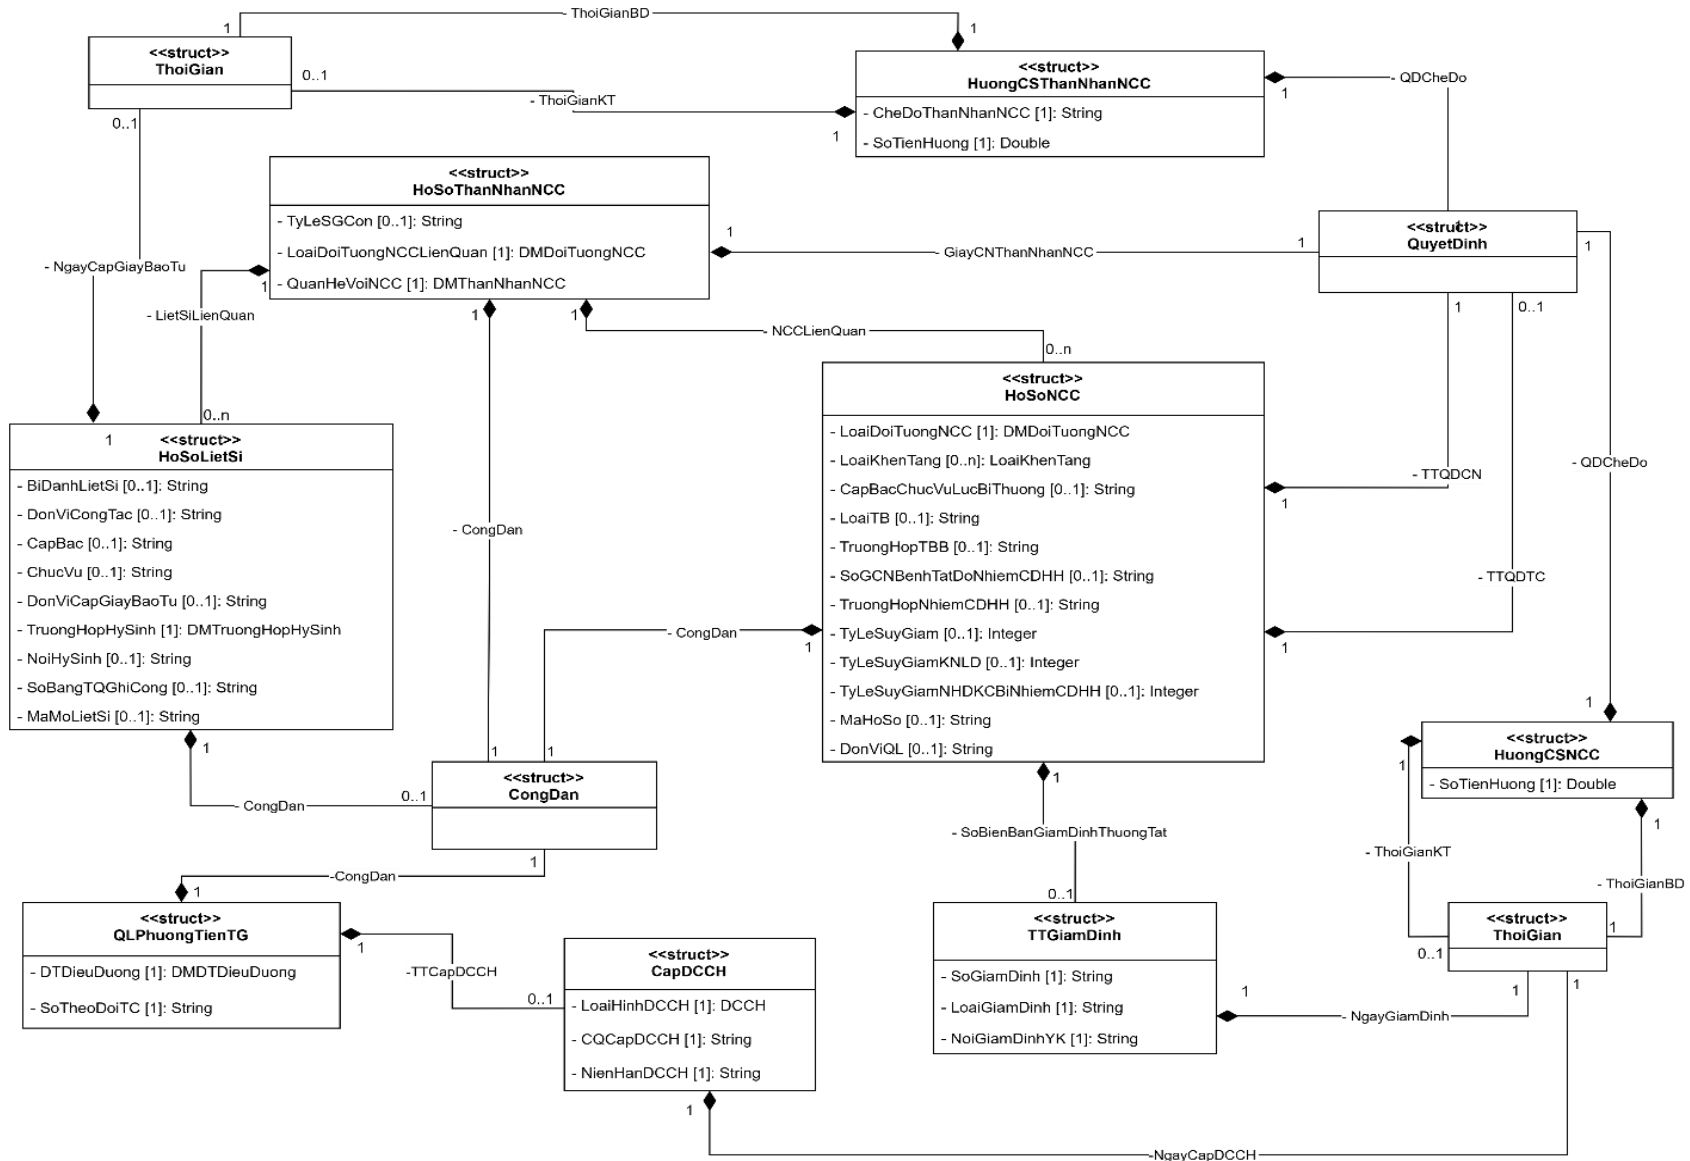 - ThoiGianBD
1
1
<<struct>>
ThoiGian
0..1
- ThoiGianKT
1
<<struct>>
HuongCSThanNhanNCC
- CheDoThanNhanNCC [1]: String
- SoTienHuong [1]: Double
1
- QDCheDo
0..1
<<struct>>
HoSoThanNhanNCC
- TyLeSGCon [0..1]: String
- LoaiDoiTuongNCCLienQuan [1]: DMDoiTuongNCC
- QuanHeVoiNCC [1]: DMThanNhanNCC
1
- GiayCNThanNhanNCC
1
1
<<struct>>
QuyetDinh
1
- NgayCapGiayBaoTu
1
- LietSiLienQuan
0..n
1
1
- NCCLienQuan
0..n
1
0..1
1
<<struct>>
HoSoLietSi
- BiDanhLietSi [0..1]: String
- DonViCongTac [0..1]: String
- CapBac [0..1]: String
- ChucVu [0..1]: String
- DonViCapGiayBaoTu [0..1]: String
- TruongHopHySinh [1]: DMTruongHopHySinh
- NoiHySinh [0..1]: String
- SoBangTQGhiCong [0..1]: String
- MaMoLietSi [0..1]: String
- CongDan
<<struct>>
HoSoNCC
- LoaiDoiTuongNCC [1]: DMDoiTuongNCC
- LoaiKhenTang [0..n]: LoaiKhenTang
- CapBacChucVuLucBiThuong [0..1]: String
- LoaiTB [0..1]: String
- TruongHopTBB [0..1]: String
- SoGCNBenhTatDoNhiemCDHH [0..1]: String
- TruongHopNhiemCDHH [0..1]: String
- TyLeSuyGiam [0..1]: Integer
- TyLeSuyGiamKNLD [0..1]: Integer
- TyLeSuyGiamNHDKCBiNhiemCDHH [0..1]: Integer
- MaHoSo [0..1]: String
- DonViQL [0..1]: String
- TTQDCN
1
- QDCheDo
- TTQDTC
1
- CongDan
1
1
1
1
1
- CongDan
0..1
<<struct>>
CongDan
1
1
<<struct>>
HuongCSNCC
- SoTienHuong [1]: Double
1
1
- ThoiGianKT
- ThoiGianBD
1
- SoBienBanGiamDinhThuongTat
0..1
1
-CongDan
1
<<struct>>
QLPhuongTienTG
- DTDieuDuong [1]: DMDTDieuDuong
- SoTheoDoiTC [1]: String
1
-TTCapDCCH
0..1
<<struct>>
CapDCCH
- LoaiHinhDCCH [1]: DCCH
- CQCapDCCH [1]: String
- NienHanDCCH [1]: String
<<struct>>
TTGiamDinh
- SoGiamDinh [1]: String
- LoaiGiamDinh [1]: String
- NoiGiamDinhYK [1]: String
1
- NgayGiamDinh
1
<<struct>>
ThoiGian
0..1
1
1
1
-NgayCapDCCH